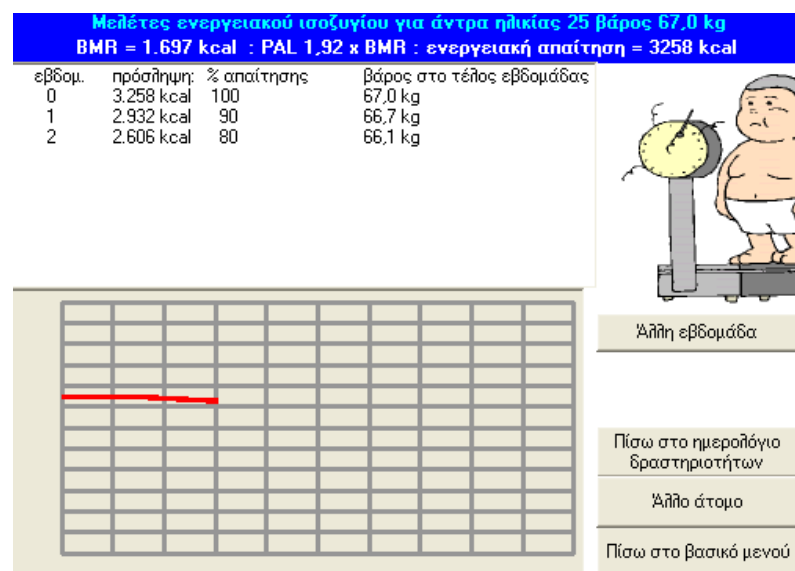 Μελέτες ενεργειακού ισοζυγίου για άντρα ηλικίας 25 βάρος 67,0 kg
BMR = 1.697 kcal : PAL 1,92 x BMR : ενεργειακή απαίτηση = 3258 kcal
εβδομ. πρόσληψη: % απαίτησης βάρος στο τέλος εβδομάδας
0 3.258 kcal 100 67,0 kg
1 2.932 kcal 90 66,7 kg
2 2.606 kcal 80 66,1 kg
Άλλη εβδομάδα
Πίσω στο ημερολόγιο
δραστηριοτήτων
Άλλο άτομο
Πίσω στο βασικό μενού